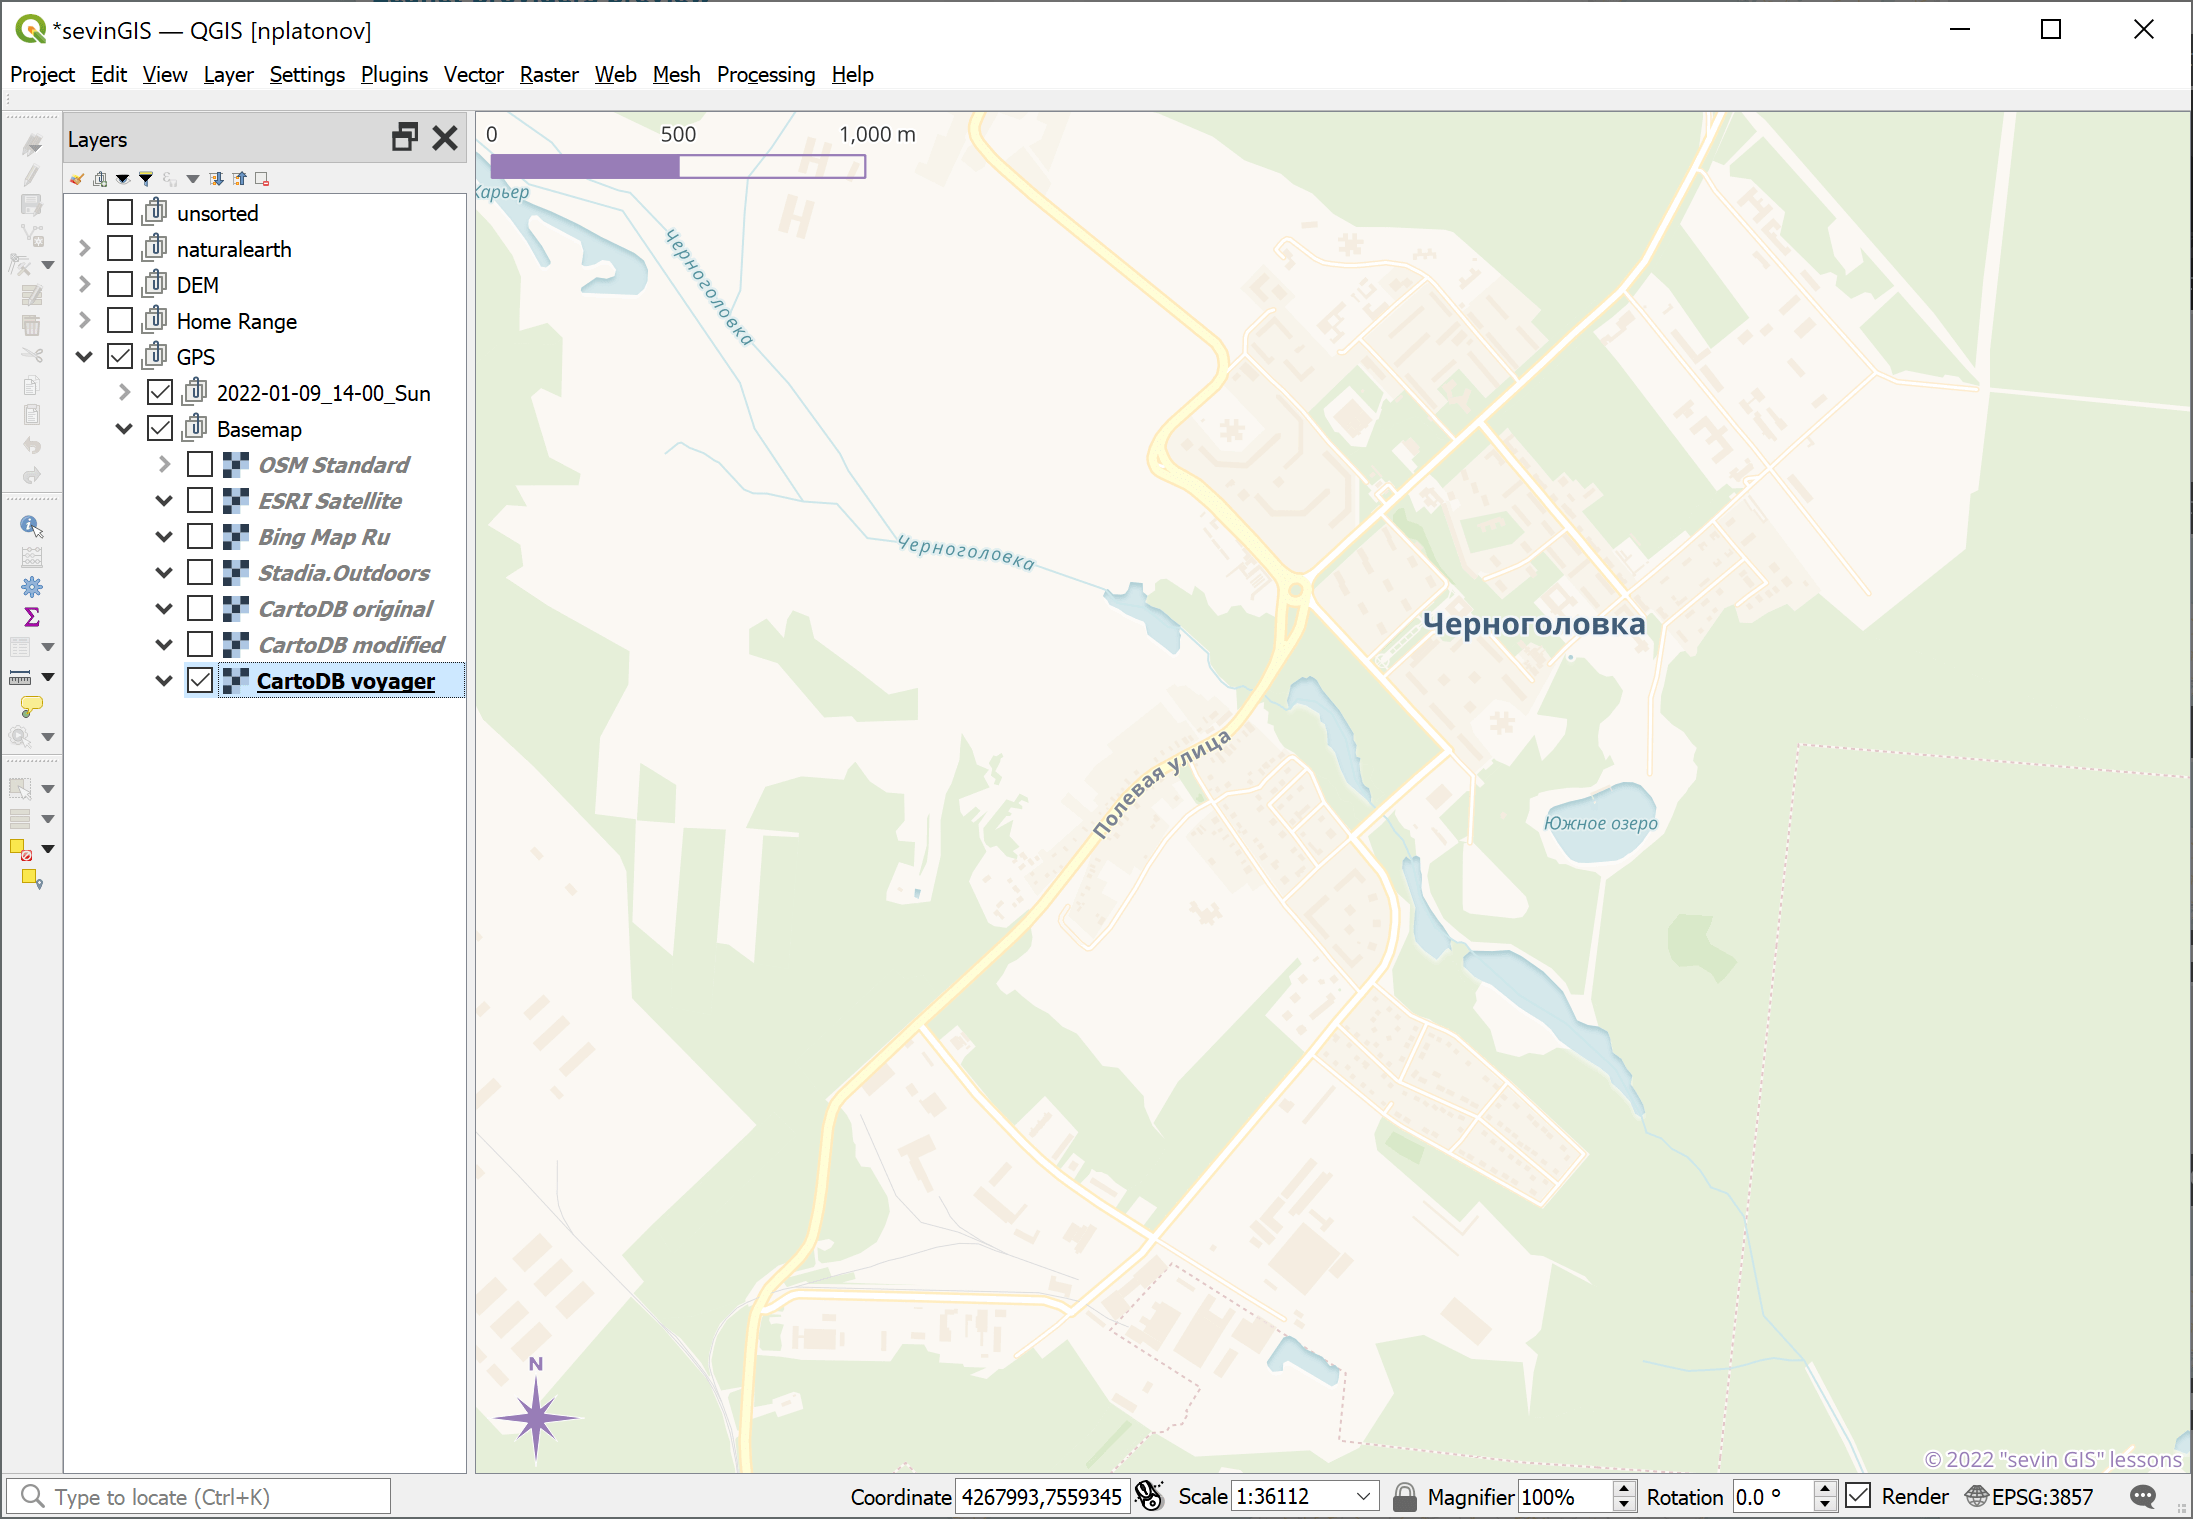 *sevinGIS — QGIS [nplatonov]
Project Edit View Layer Settings Plugins Vector Raster Web Mesh Processing Help
Layers
unsorted
naturalearth
DEM
Home Range
GPS
2022-01-09_14-00_Sun
Basemap
OSM Standard
ESRI Satellite
Bing Map Ru
Stadia.Outdoors
CartoDB original
CartoDB modified
CartoDB voyager
0 500 1,000 m
Карьер
Черноголовка
Черноголовка
Черноголовка
Полевая улица
Южное озеро
N
© 2022 "sevin GIS" lessons
Type to locate (Ctrl+K)
Coordinate 4267993,7559345 Scale 1:36112 Magnifier 100% Rotation 0.0 ° Render EPSG:3857